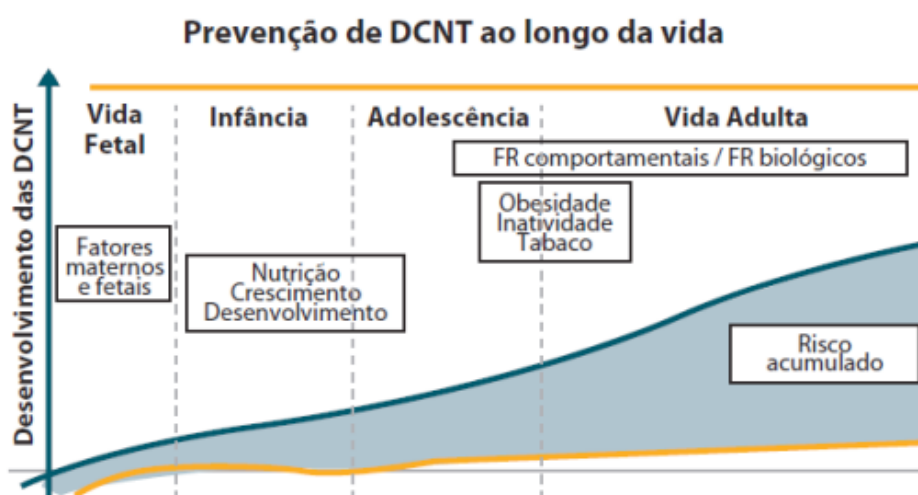 Prevenção de DCNT ao longo da vida
Desenvolvimento das DCNT
Vida
Fetal
Infância
Adolescência
Vida Adulta
FR comportamentais / FR biológicos
Obesidade
Inatividade
Tabaco
Fatores
maternos
e fetais
Nutrição
Crescimento
Desenvolvimento
Risco
acumulado